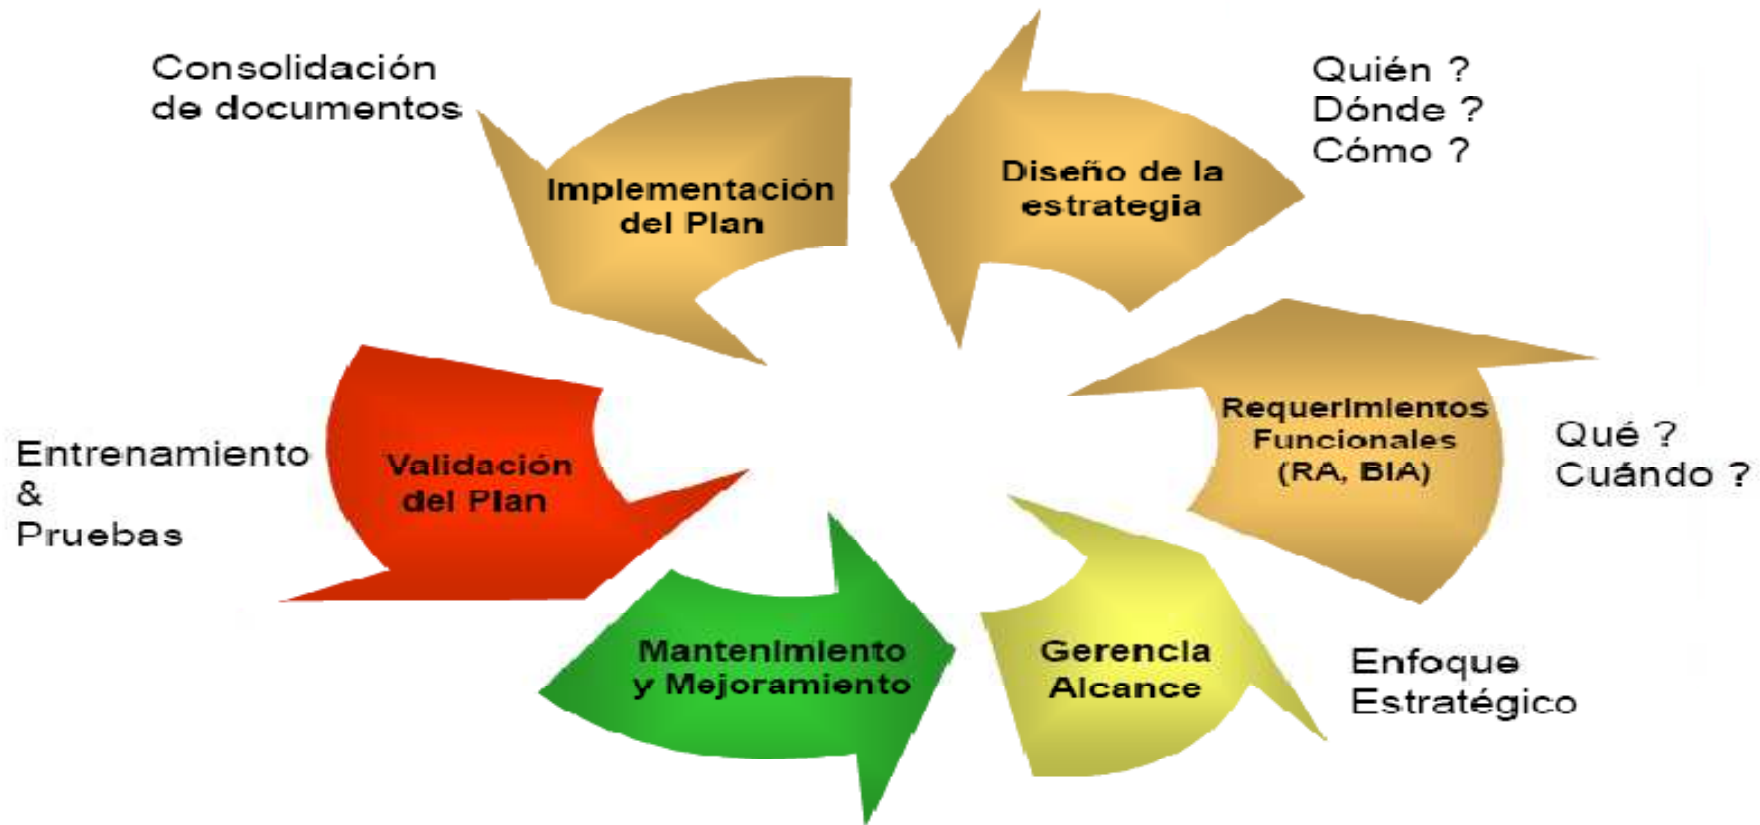 Consolidación
de documentos
Quién ?
Dónde ?
Cómo ?
Implementación
del Plan
Diseño de la
estrategia
Requerimientos
Funcionales
(RA, BIA)
Qué ?
Cuándo ?
Entrenamiento
&
Pruebas
Validación
del Plan
Mantenimiento
y Mejoramiento
Gerencia
Alcance
Enfoque
Estratégico